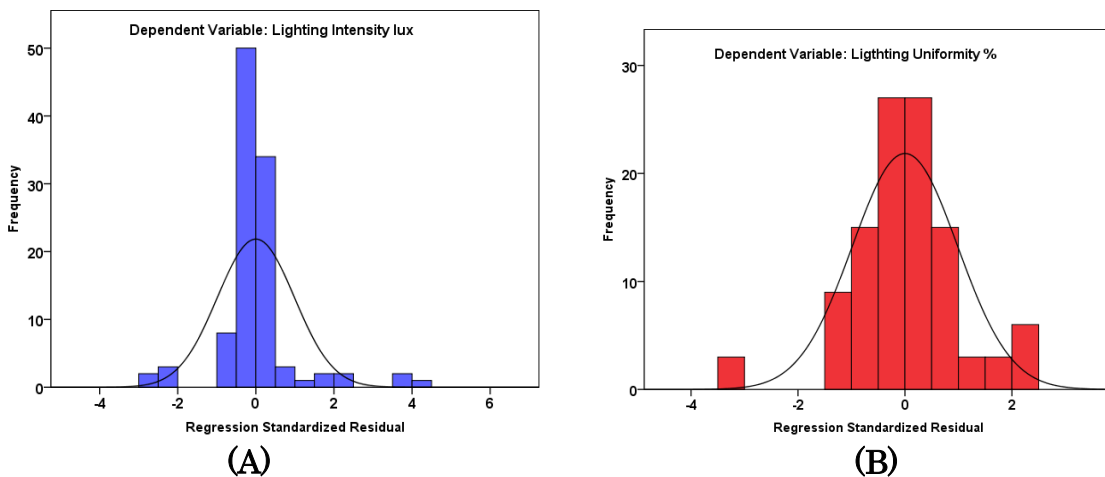 Dependent Variable: Lighting Intensity lux
50
40
30
20
10
0
Frequency
-4 -2 0 2 4 6
Regression Standardized Residual
(A)
Dependent Variable: Ligthting Uniformity %
30
20
10
0
Frequency
-4 -2 0 2
Regression Standardized Residual
(B)